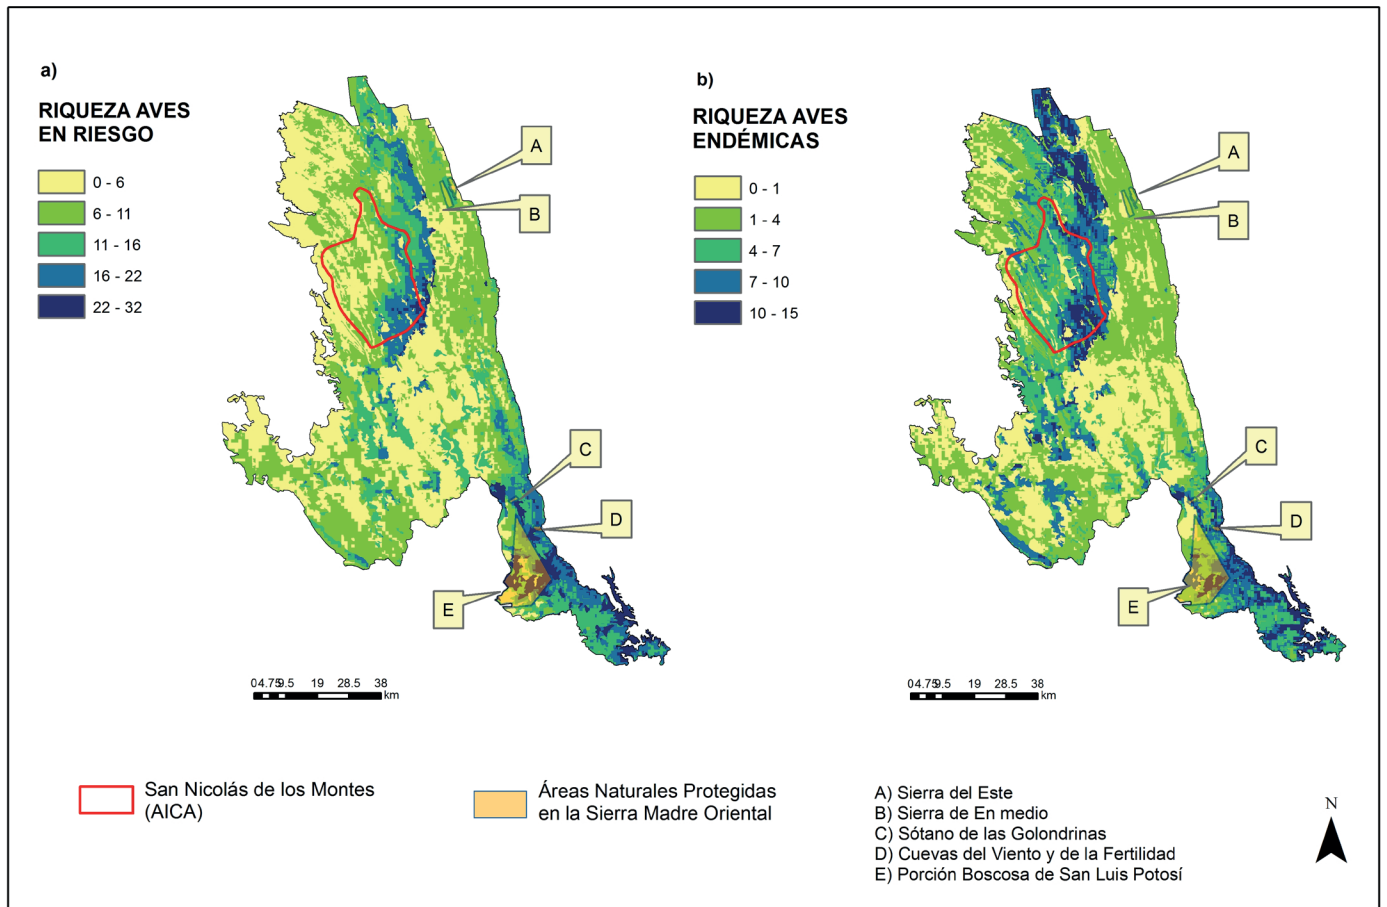 a)
RIQUEZA AVES
EN RIESGO
0 - 6
6 - 11
11 - 16
16 - 22
22 - 32
A
B
C
D
E
04.759.5 19 28.5 38
km
b)
RIQUEZA AVES
ENDÉMICAS
0 - 1
1 - 4
4 - 7
7 - 10
10 - 15
A
B
C
D
E
04.759.5 19 28.5 38
km
San Nicolás de los Montes
(AICA)
Áreas Naturales Protegidas
en la Sierra Madre Oriental
A) Sierra del Este
B) Sierra de En medio
C) Sótano de las Golondrinas
D) Cuevas del Viento y de la Fertilidad
E) Porción Boscosa de San Luis Potosí
N